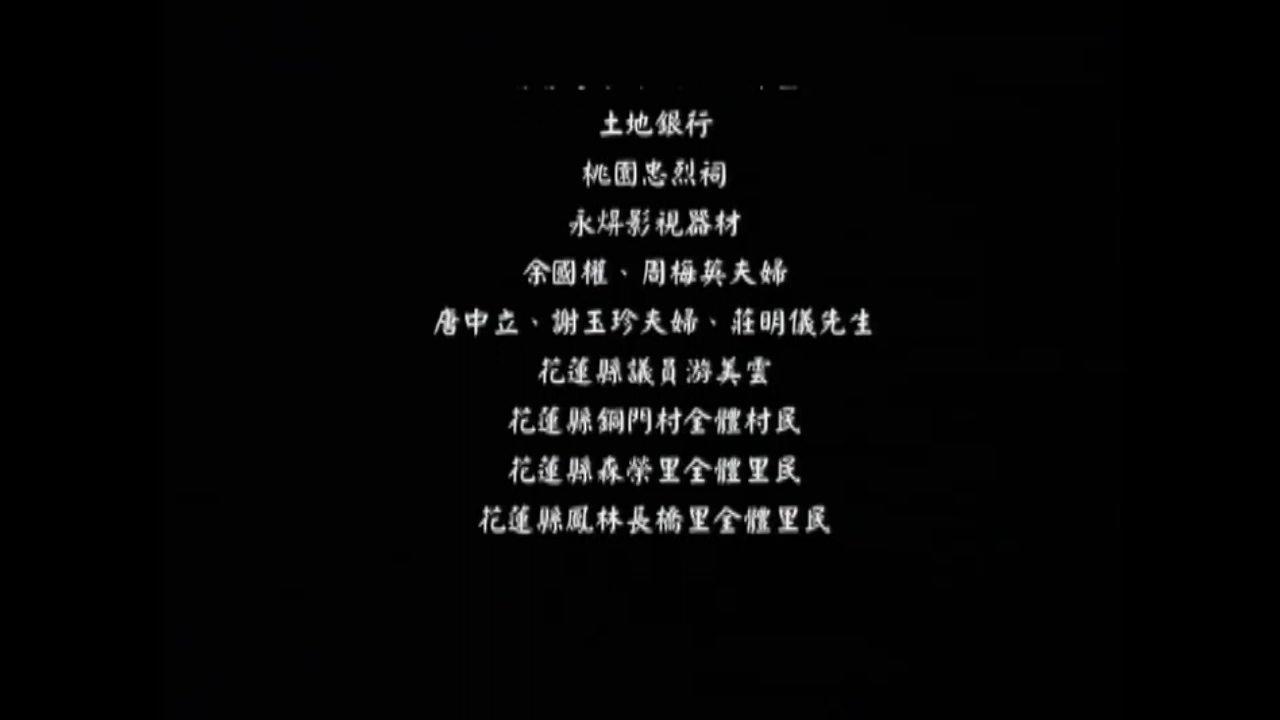 土地銀行
桃園忠烈祠
永焺影視器材
余國權、周梅英夫婦
唐中立、謝玉珍夫婦、莊明儀先生
花蓮縣議員游美雲
花蓮縣銅門村全體村民
花蓮縣森榮里全體里民
花蓮縣鳳林長橋里全體里民